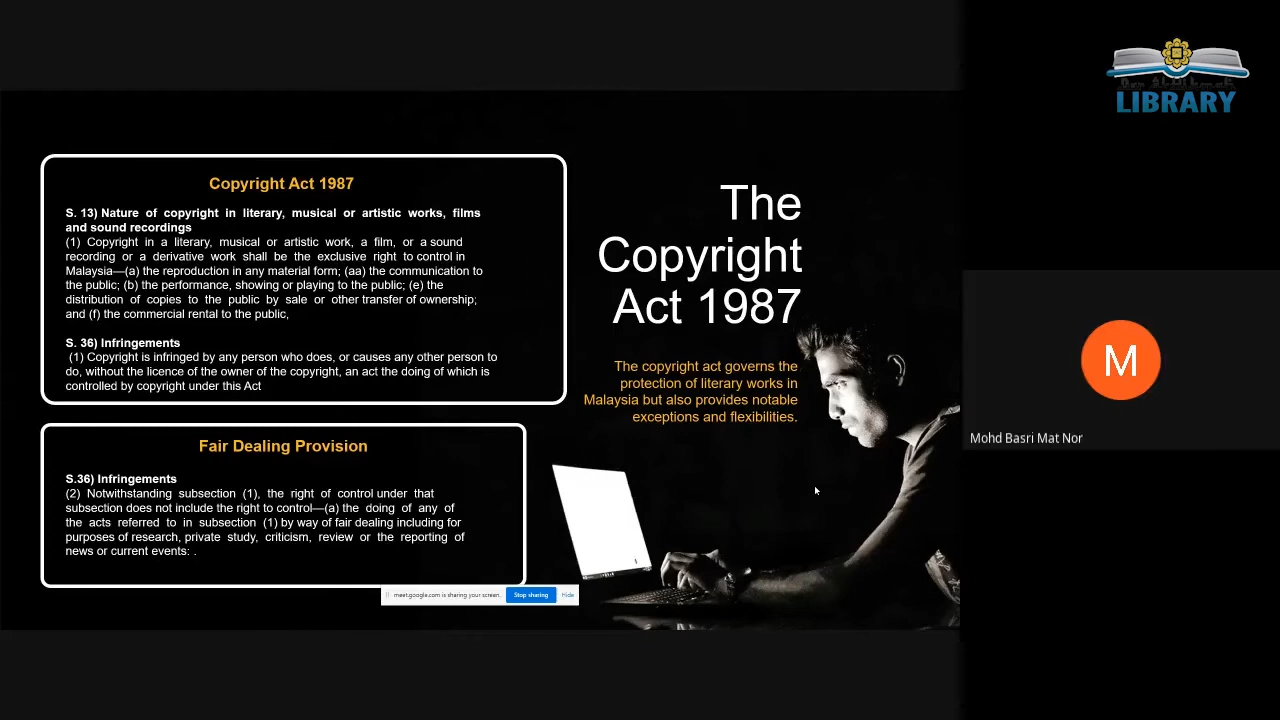 LIBRARY
Copyright Act 1987
S. 13) Nature of copyright in literary, musical or artistic works, films
and sound recordings
(1) Copyright in a literary, musical or artistic work, a film, or a sound
recording or a derivative work shall be the exclusive right to control in
Malaysia—(a) the reproduction in any material form; (aa) the communication to
the public; (b) the performance, showing or playing to the public; (e) the
distribution of copies to the public by sale or other transfer of ownership;
and (f) the commercial rental to the public,
S. 36) Infringements
(1) Copyright is infringed by any person who does, or causes any other person to
do, without the licence of the owner of the copyright, an act the doing of which is
controlled by copyright under this Act
Fair Dealing Provision
S.36) Infringements
(2) Notwithstanding subsection (1), the right of control under that
subsection does not include the right to control—(a) the doing of any of
the acts referred to in subsection (1) by way of fair dealing including for
purposes of research, private study, criticism, review or the reporting of
news or current events: .
The
Copyright
Act 1987
The copyright act governs the
protection of literary works in
Malaysia but also provides notable
exceptions and flexibilities.
meet.google.com is sharing your screen.
Stop sharing
Hide
M
Mohd Basri Mat Nor